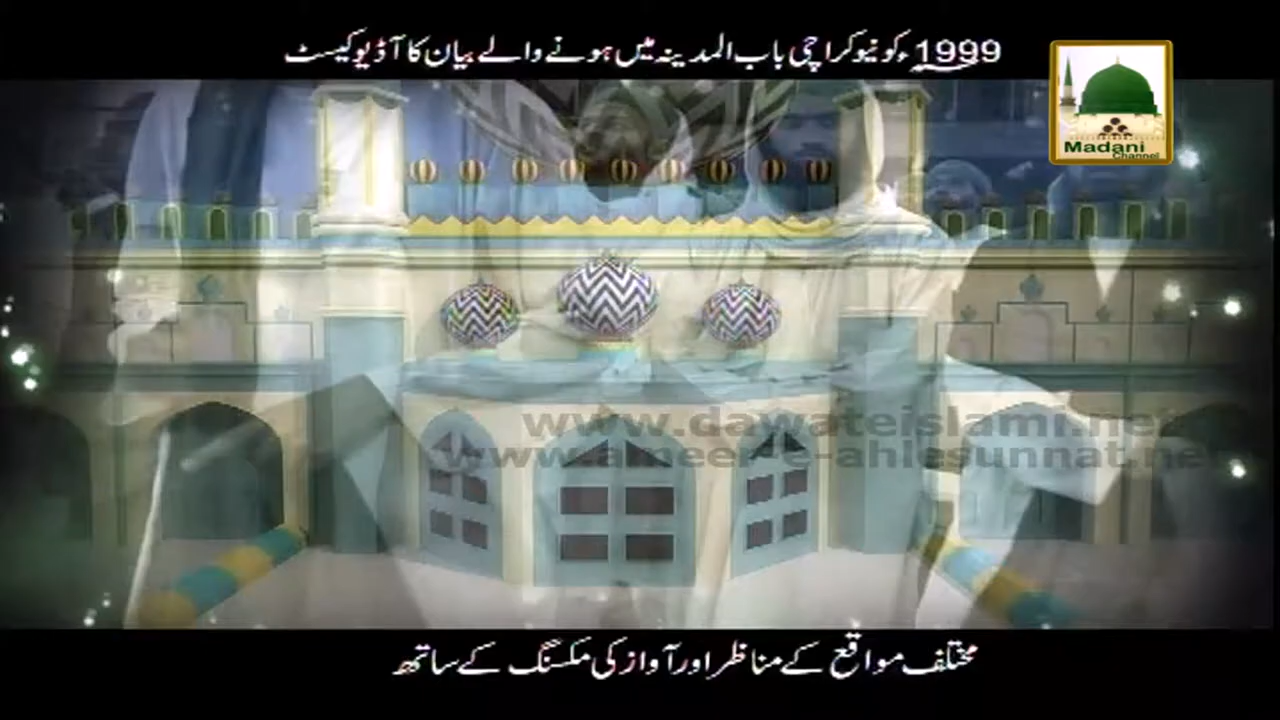 1999ء کو نیو کراچی باب المدینہ میں ہونے والے بیان کا آڈیو کیسٹ
Madani
Channel
www.dawateislami.net
www.ameer-e-ahlesunnat.net
مختلف مواقع کے مناظر اور آواز کی مکسنگ کے ساتھ